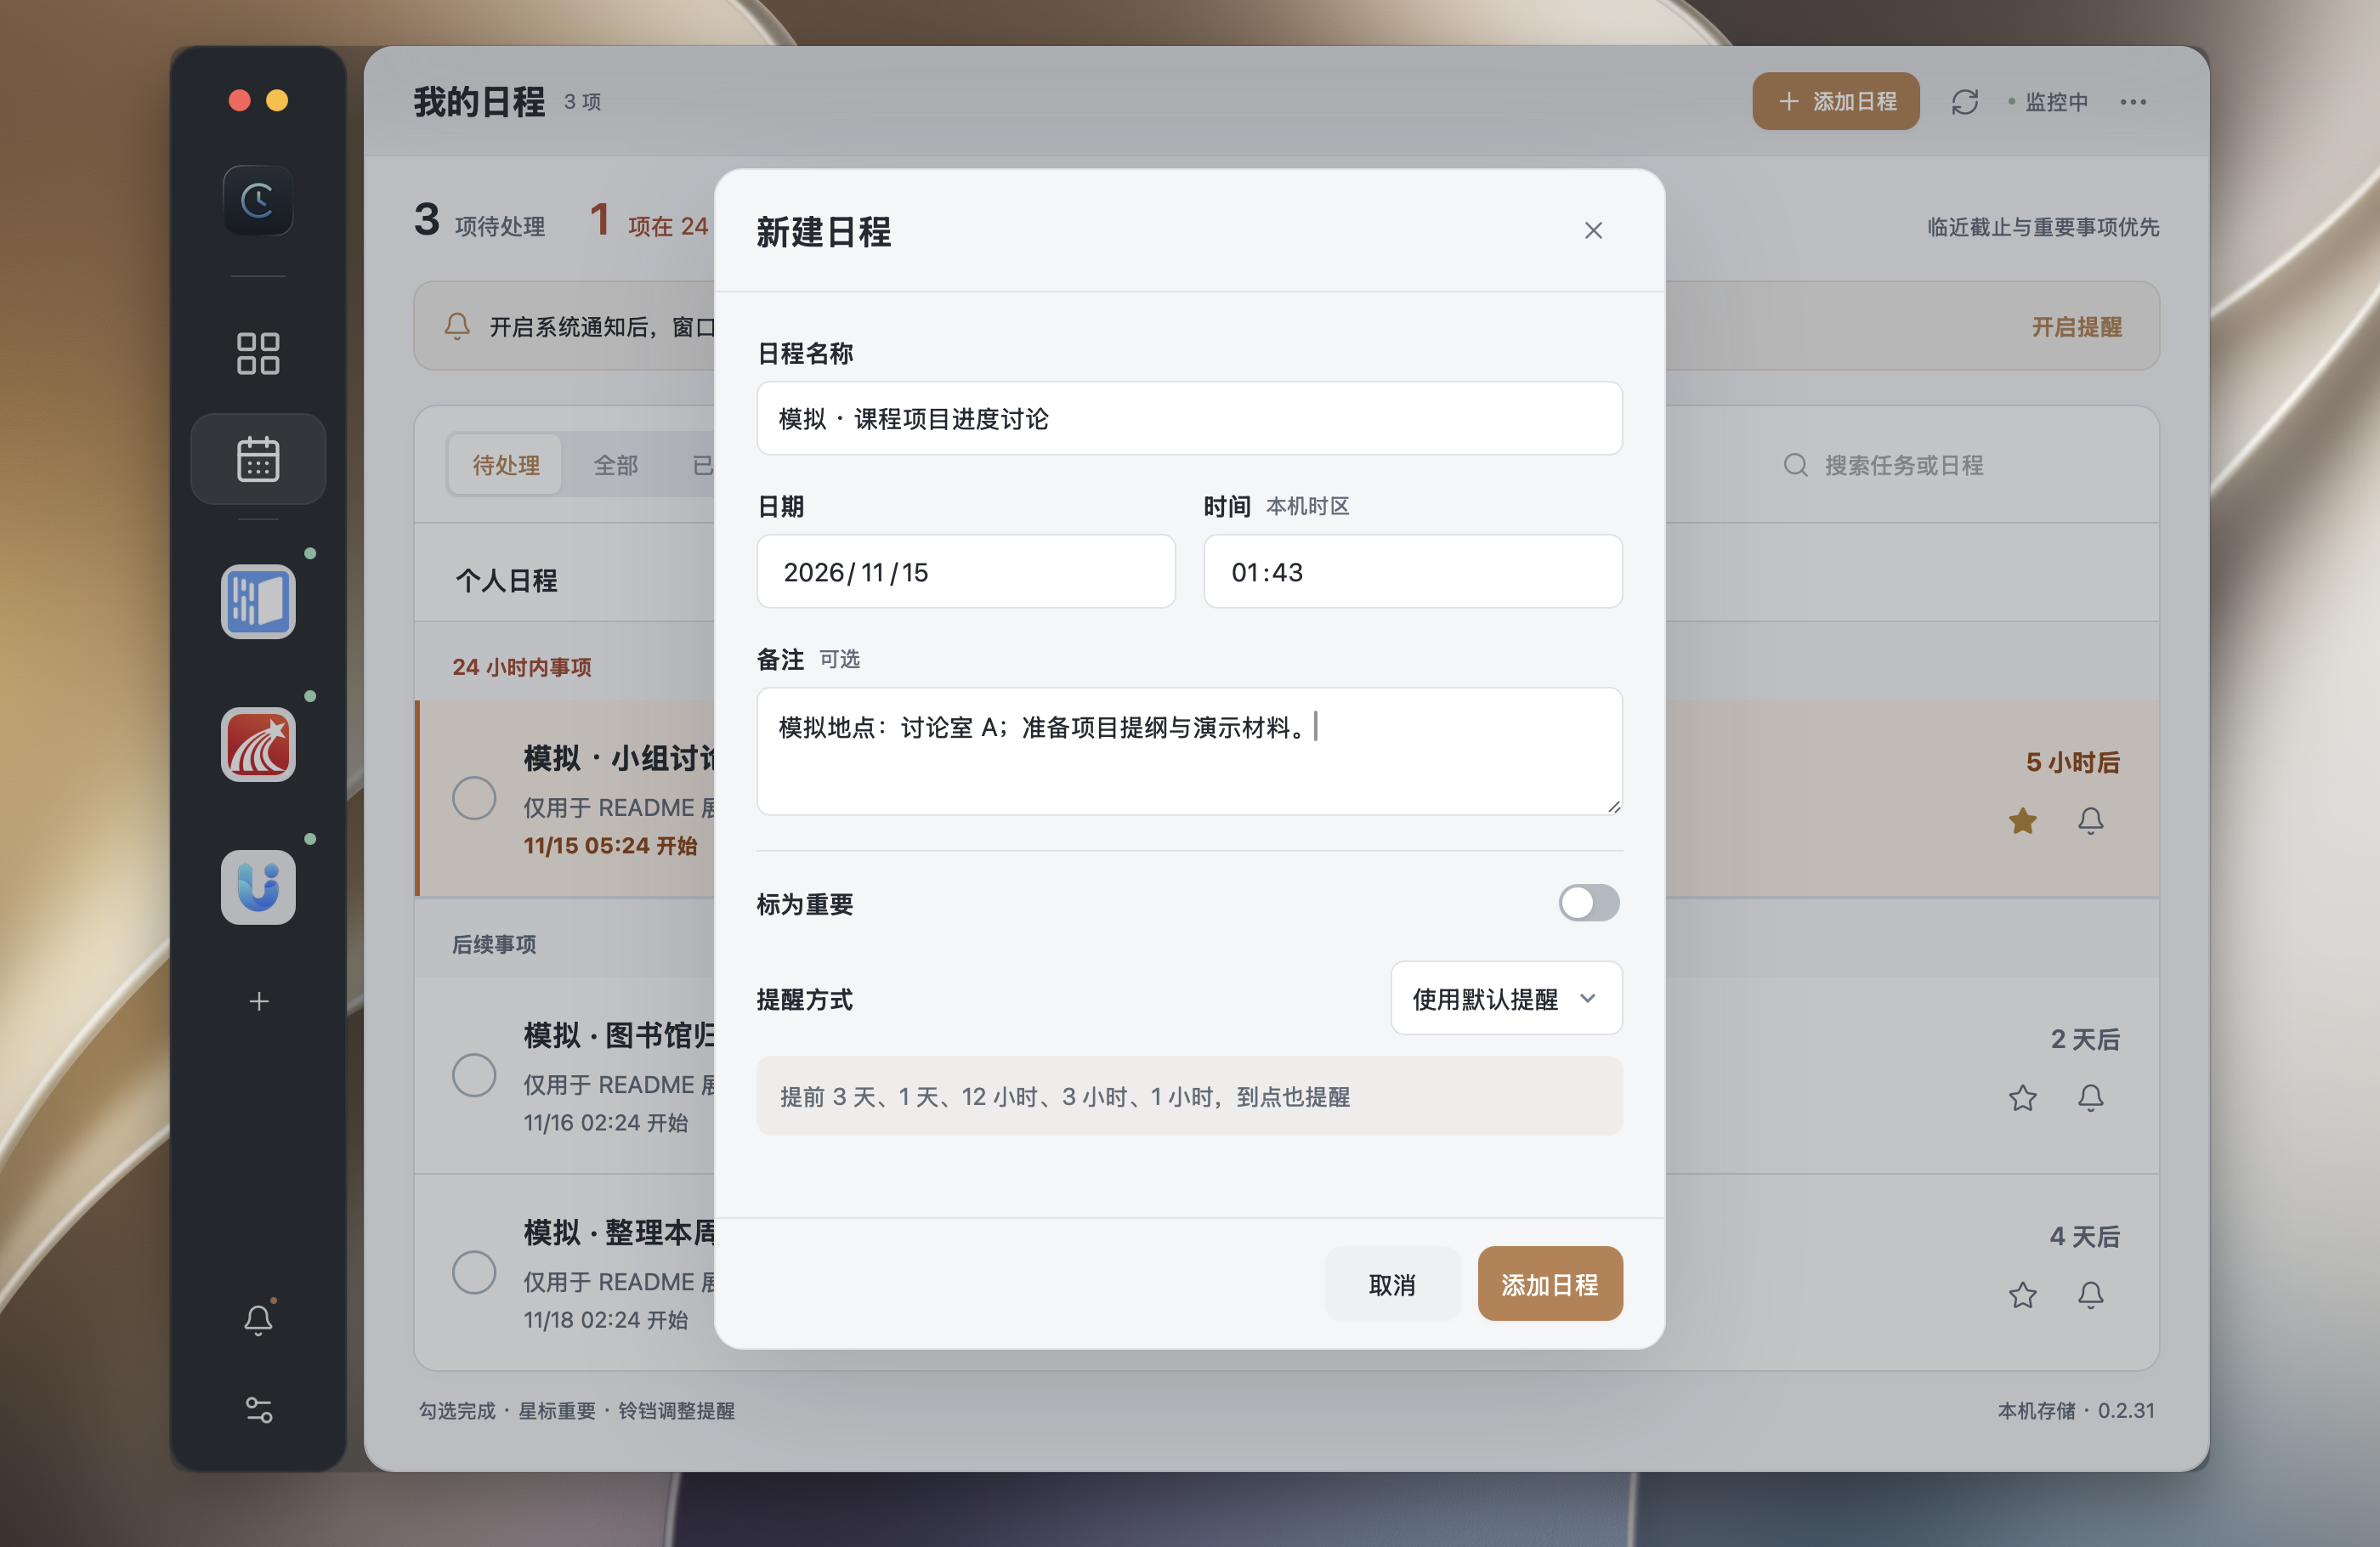 我的日程 3 项
添加日程
监控中
3 项待处理 1 项在 24
临近截止与重要事项优先
开启系统通知后，窗口
开启提醒
待处理 全部 已
搜索任务或日程
个人日程
24 小时内事项
模拟 · 小组讨论
仅用于 README 展
11/15 05:24 开始
5 小时后
后续事项
模拟 · 图书馆归
仅用于 README 展
11/16 02:24 开始
2 天后
模拟 · 整理本周
仅用于 README 展
11/18 02:24 开始
4 天后
勾选完成 · 星标重要 · 铃铛调整提醒
本机存储 · 0.2.31
新建日程
日程名称
模拟 · 课程项目进度讨论
日期
2026/11/15
时间 本机时区
01:43
备注 可选
模拟地点：讨论室 A；准备项目提纲与演示材料。
标为重要
提醒方式
使用默认提醒
提前 3 天、1 天、12 小时、3 小时、1 小时，到点也提醒
取消
添加日程